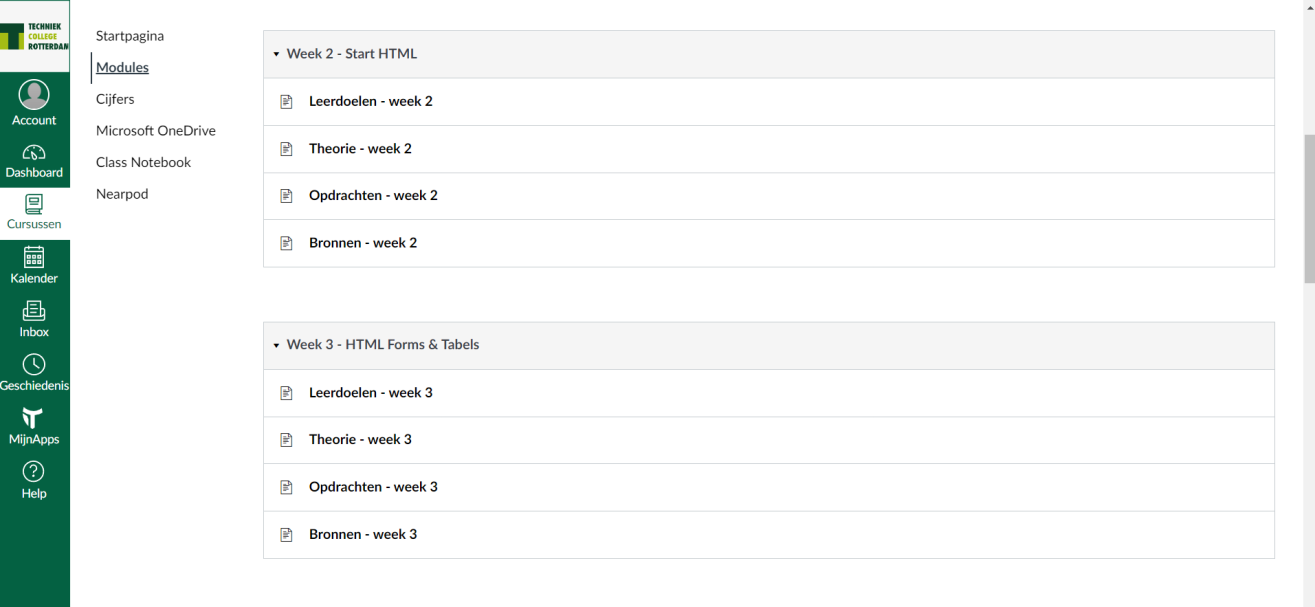 TECHNIEK
COLLEGE
ROTTERDAM
Account
Dashboard
Cursussen
Kalender
Inbox
Geschiedenis
MijnApps
Help
Startpagina
Modules
Cijfers
Microsoft OneDrive
Class Notebook
Nearpod
Week 2 - Start HTML
Leerdoelen - week 2
Theorie - week 2
Opdrachten - week 2
Bronnen - week 2
Week 3 - HTML Forms & Tabels
Leerdoelen - week 3
Theorie - week 3
Opdrachten - week 3
Bronnen - week 3